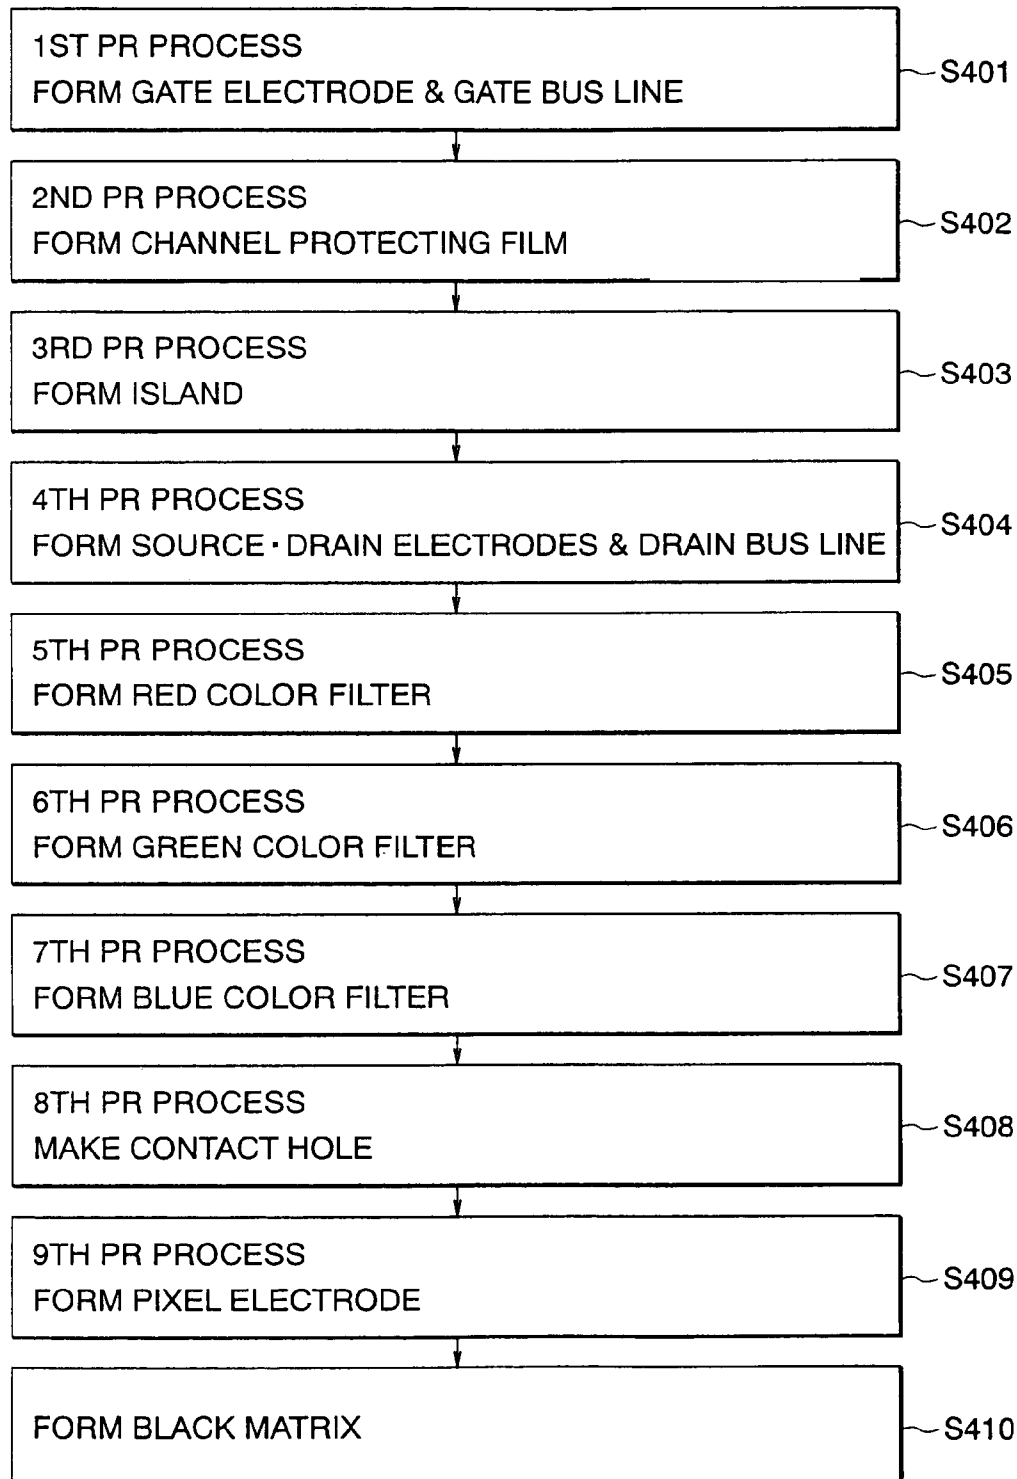 1ST PR PROCESS
FORM GATE ELECTRODE & GATE BUS LINE
S401
2ND PR PROCESS
FORM CHANNEL PROTECTING FILM
S402
3RD PR PROCESS
FORM ISLAND
S403
4TH PR PROCESS
FORM SOURCE・DRAIN ELECTRODES & DRAIN BUS LINE
S404
5TH PR PROCESS
FORM RED COLOR FILTER
S405
6TH PR PROCESS
FORM GREEN COLOR FILTER
S406
7TH PR PROCESS
FORM BLUE COLOR FILTER
S407
8TH PR PROCESS
MAKE CONTACT HOLE
S408
9TH PR PROCESS
FORM PIXEL ELECTRODE
S409
FORM BLACK MATRIX
S410